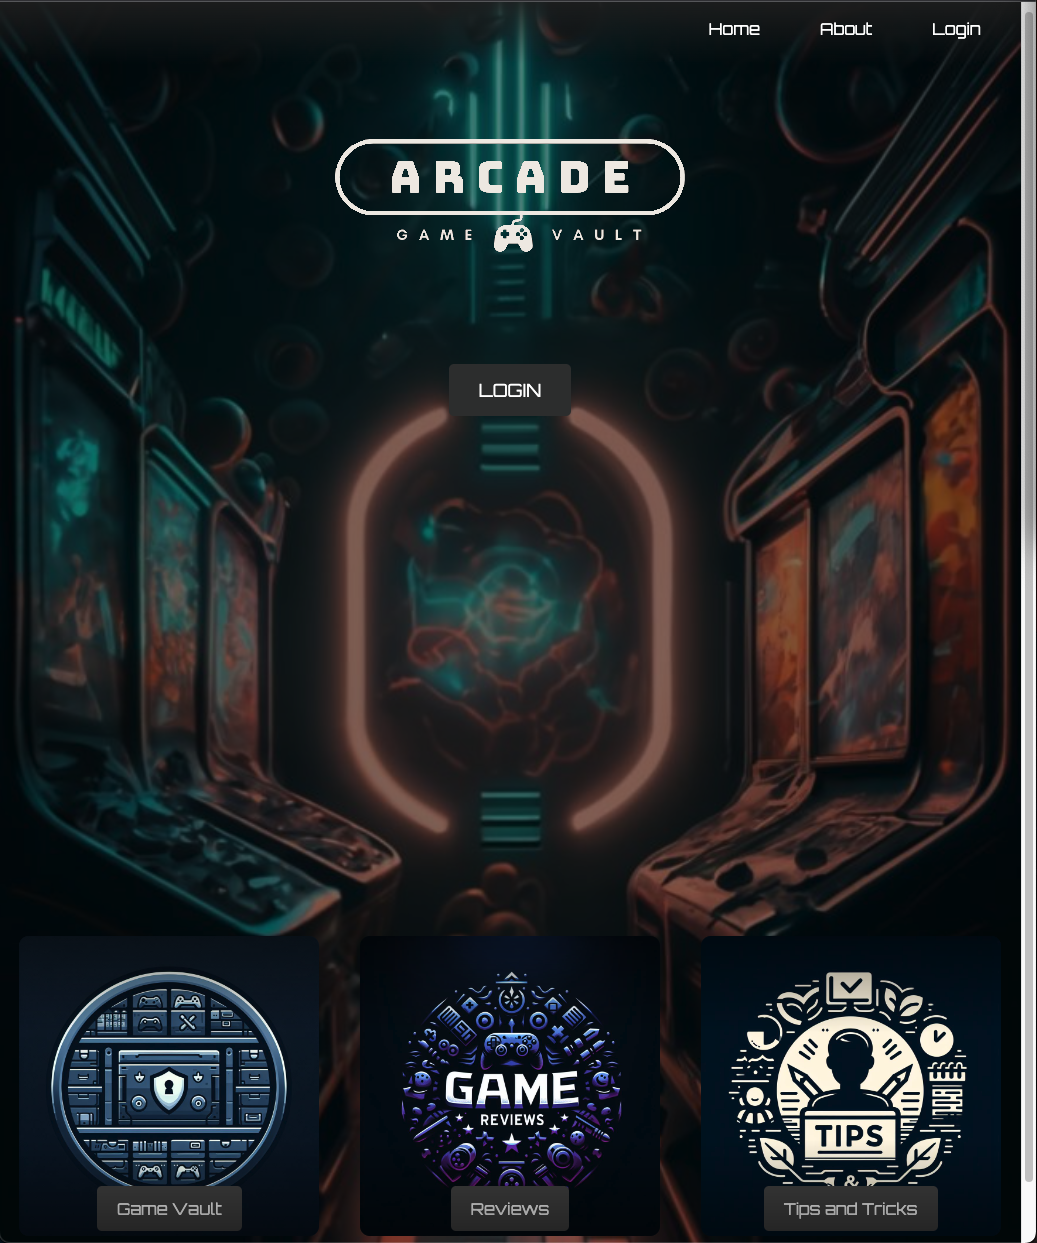 Home About Login
ARCADE
GAME VAULT
LOGIN
GAME
REVIEWS
TIPS
&
Game Vault Reviews Tips and Tricks